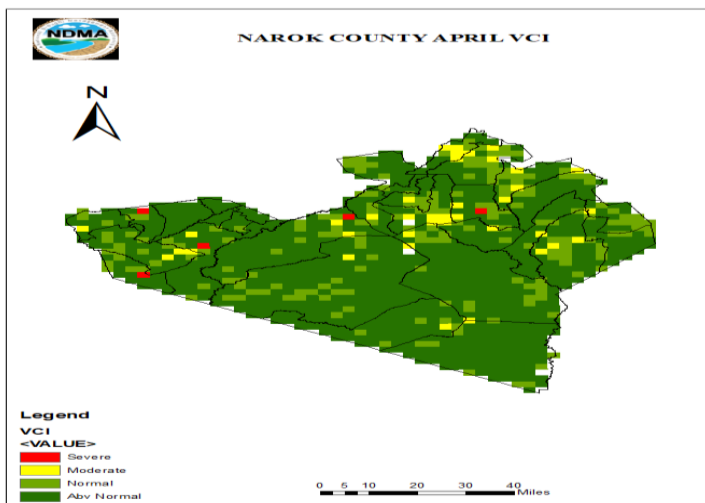 NDMA
NAROK COUNTY APRIL VCI
N
Legend
VCI
<VALUE>
Severe
Moderate
Normal
Abv Normal
0 5 10 20 30 40
Miles